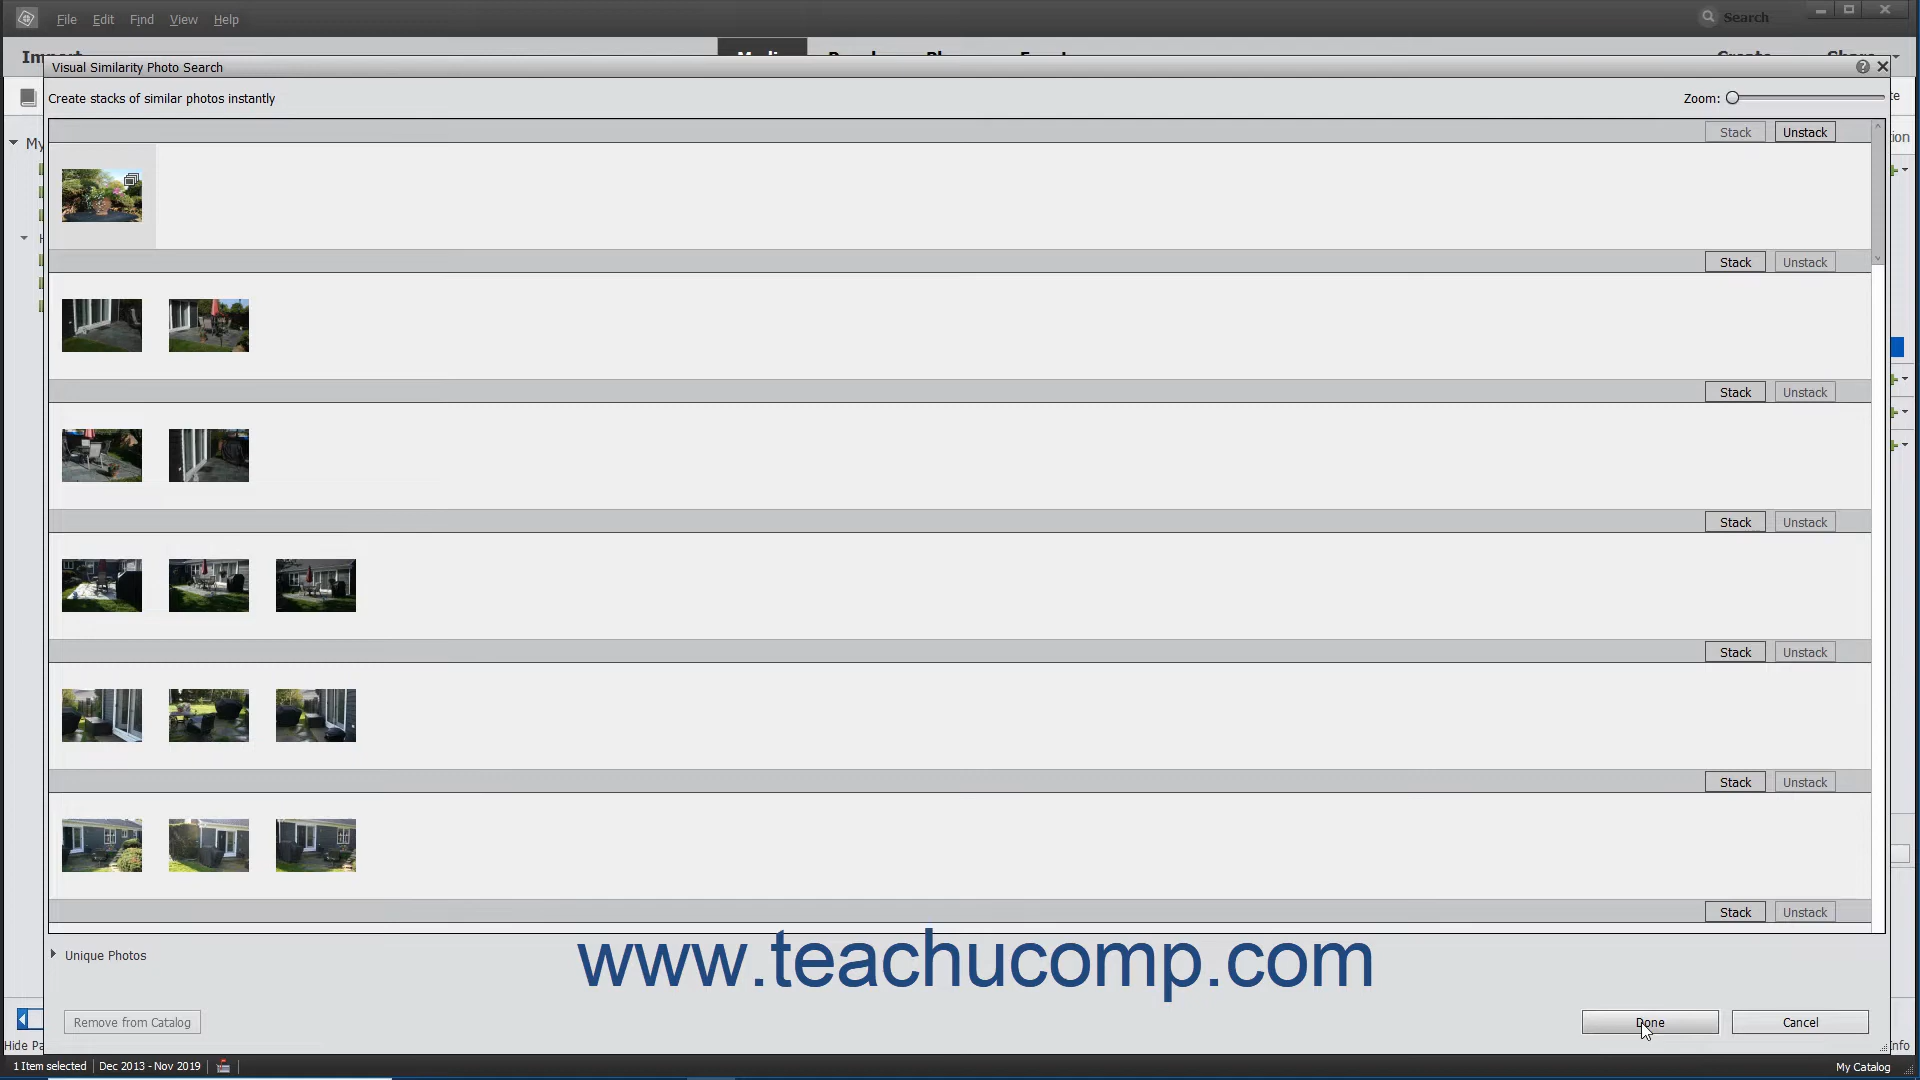 File Edit Find View Help Search
Visual Similarity Photo Search
Create stacks of similar photos instantly Zoom:
Stack Unstack
Stack Unstack
Stack Unstack
Stack Unstack
Stack Unstack
Stack Unstack
Stack Unstack
Unique Photos
www.teachucomp.com
Remove from Catalog Done Cancel
1 Item selected Dec 2013 - Nov 2019 My Catalog